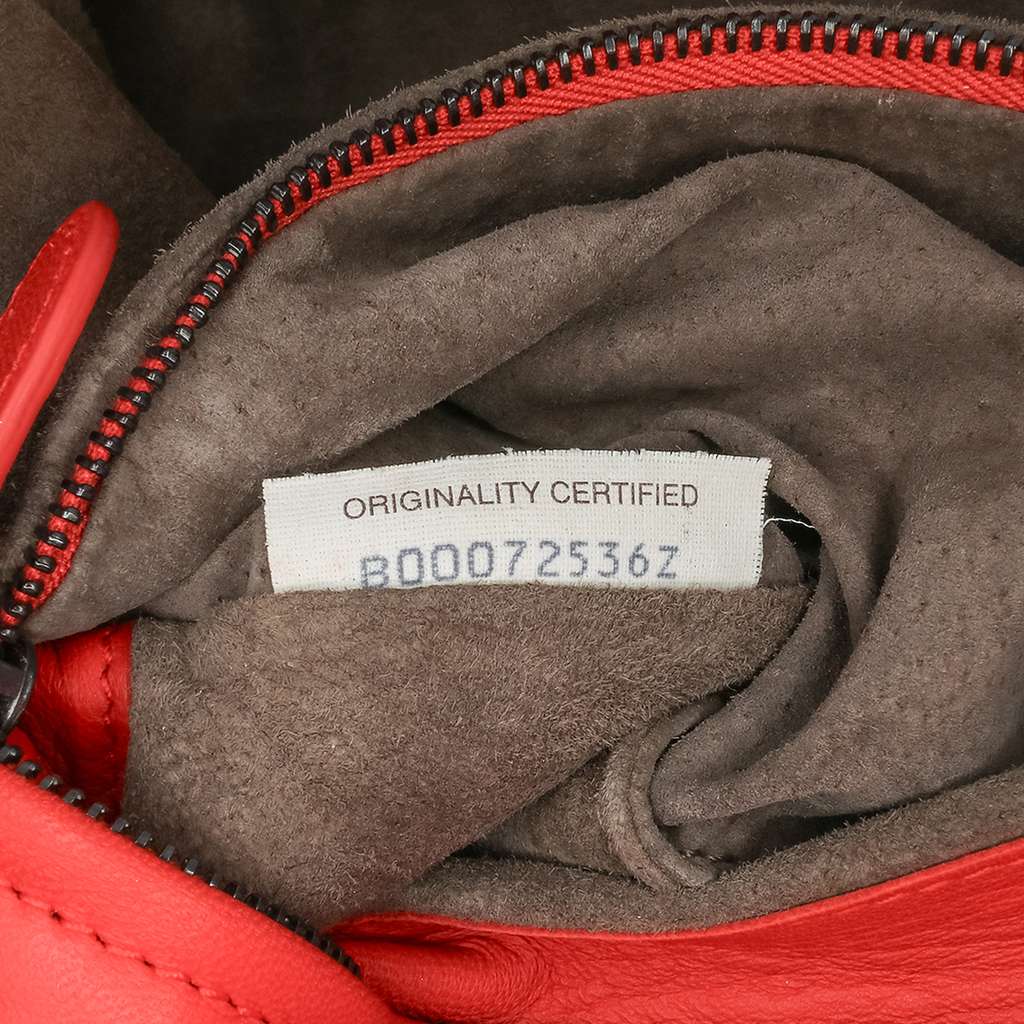 ORIGINALITY CERTIFIED
B00072536Z